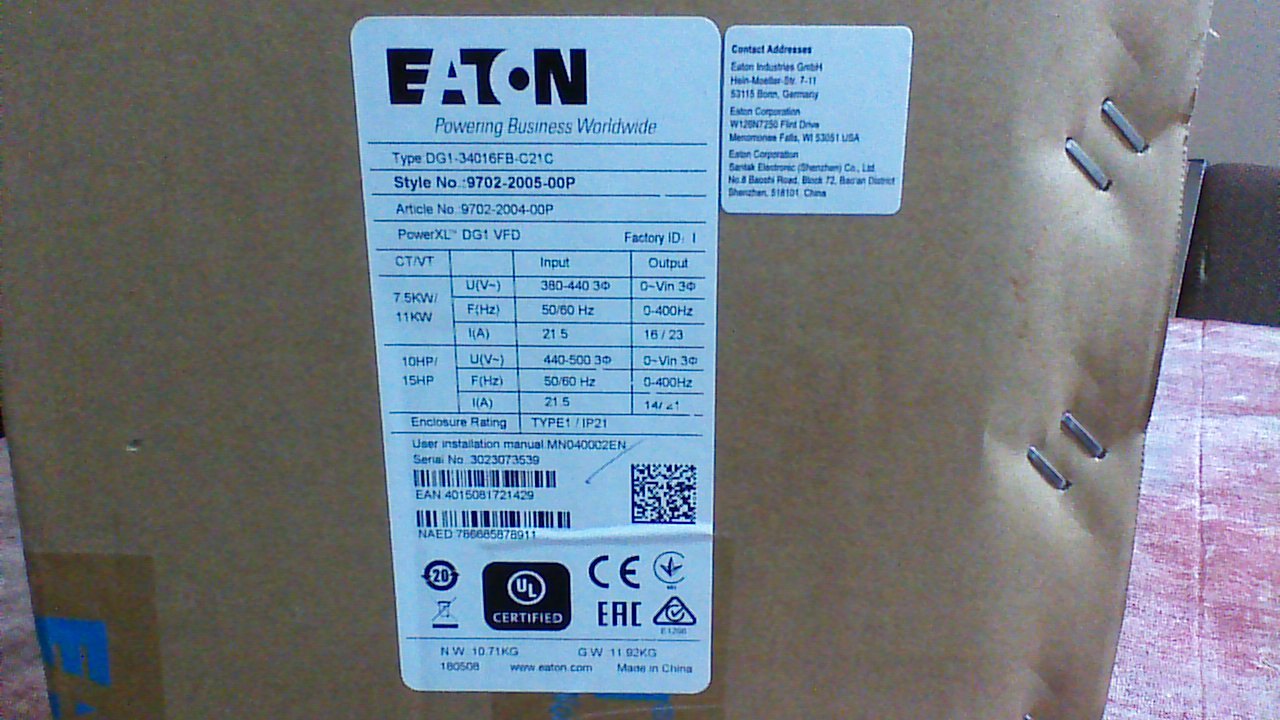 EATON
Powering Business Worldwide
Type DG1-34016FB-C21C
Style No.:9702-2005-00P
Article No.:9702-2004-00P
PowerXL™ DG1 VFD Factory ID: I
CT/VT Input Output
7.5KW/
11KW
U(V~) 380-440 3Φ 0~Vin 3Φ
F(Hz) 50/60 Hz 0-400Hz
I(A) 21.5 16 / 23
10HP/
15HP
U(V~) 440-500 3Φ 0~Vin 3Φ
F(Hz) 50/60 Hz 0-400Hz
I(A) 21.5 14/ 21
Enclosure Rating TYPE1 / IP21
User installation manual:MN040002EN
Serial No. 3023073539
EAN 4015081721429
NAED 786685878911
20
UL
CERTIFIED
CE
EAC
N.W. 10.71KG G.W. 11.92KG
180508 www.eaton.com Made in China
Contact Addresses
Eaton Industries GmbH
Hein-Moeller-Str. 7-11
53115 Bonn, Germany
Eaton Corporation
W126N7250 Flint Drive
Menomonee Falls, WI 53051 USA
Eaton Corporation
Santak Electronic (Shenzhen) Co., Ltd.
No.8 Baoshi Road, Block 72, Bao'an District
Shenzhen, 518101, China